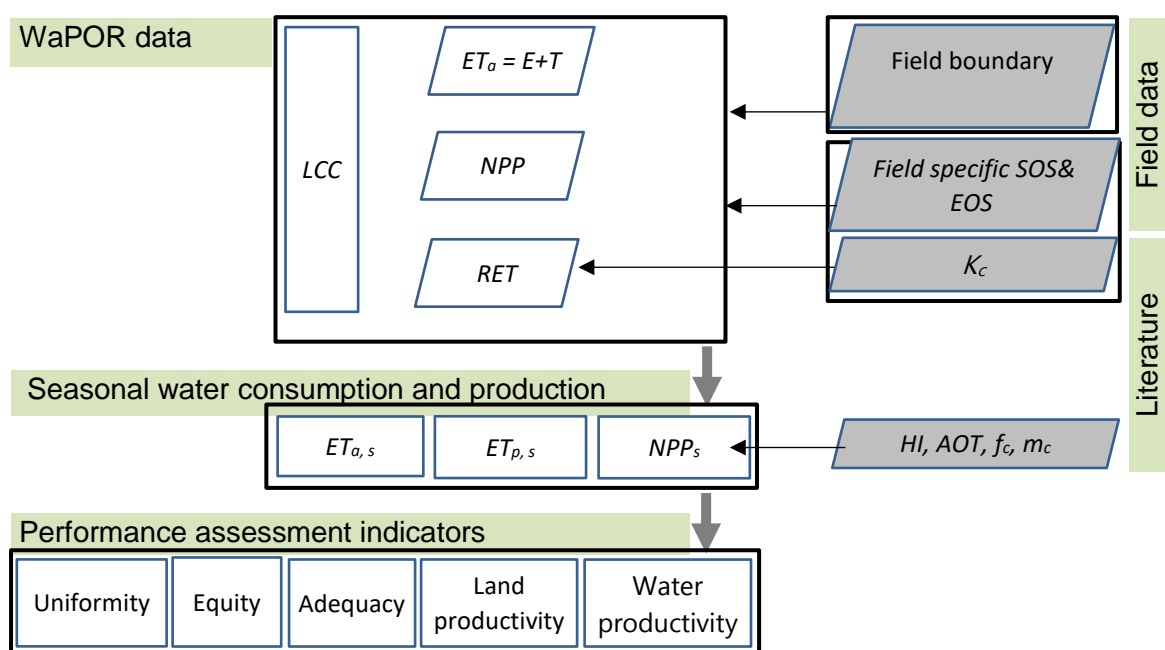 WaPOR data
LCC
ETa = E+T
NPP
RET
Field boundary
Field specific SOS&
EOS
Kc
Field data
Literature
Seasonal water consumption and production
ETa, s
ETp, s
NPPs
HI, AOT, fc, mc
Performance assessment indicators
Uniformity
Equity
Adequacy
Land
productivity
Water
productivity